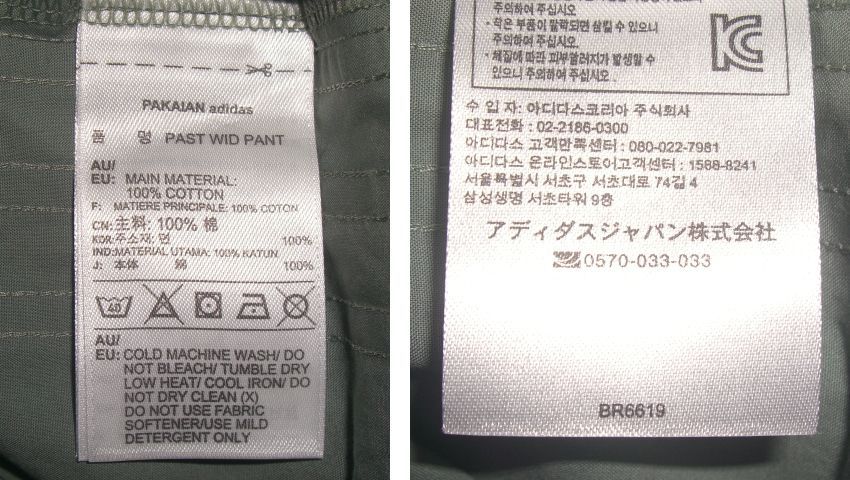 PAKAIAN adidas
품 명 PAST WID PANT
AU/
EU: MAIN MATERIAL:
100% COTTON
F: MATIERE PRINCIPALE: 100% COTON
CN: 主料: 100% 棉
KOR: 주소재: 면 100%
IND: MATERIAL UTAMA: 100% KATUN
J: 本体 綿 100%
40
AU/
EU: COLD MACHINE WASH/ DO
NOT BLEACH/ TUMBLE DRY
LOW HEAT/ COOL IRON/ DO
NOT DRY CLEAN (X)
DO NOT USE FABRIC
SOFTENER/USE MILD
DETERGENT ONLY
주의하여 주십시오
· 작은 부품이 탈락되면 삼킬 수 있으니
주의하여 주십시오.
· 체질에 따라 피부알러지가 발생할 수
있으니 주의하여 주십시오.
KC
수 입 자: 아디다스코리아 주식회사
대표전화 : 02-2186-0300
아디다스 고객만족센터 : 080-022-7981
아디다스 온라인스토어고객센터 : 1588-8241
서울특별시 서초구 서초대로 74길 4
삼성생명 서초타워 9층
アディダスジャパン株式会社
0570-033-033
BR6619